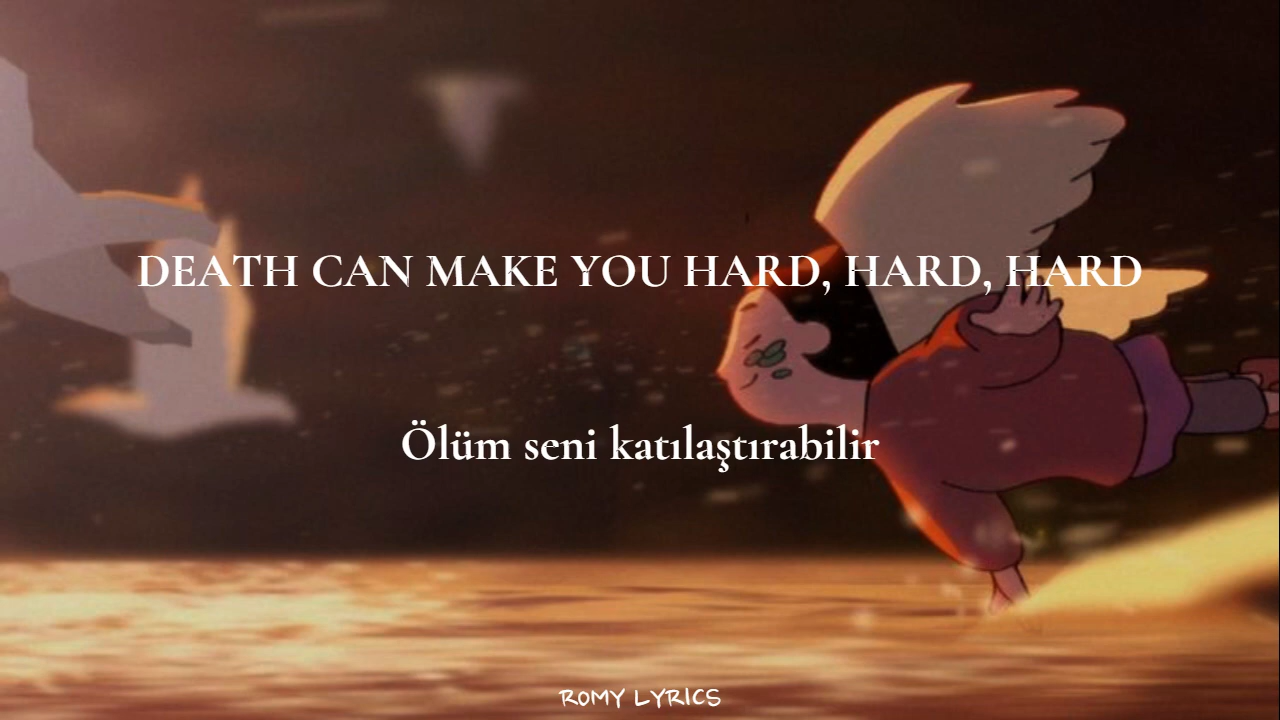 DEATH CAN MAKE YOU HARD, HARD, HARD
Ölüm seni katılaştırabilir
ROMY LYRICS